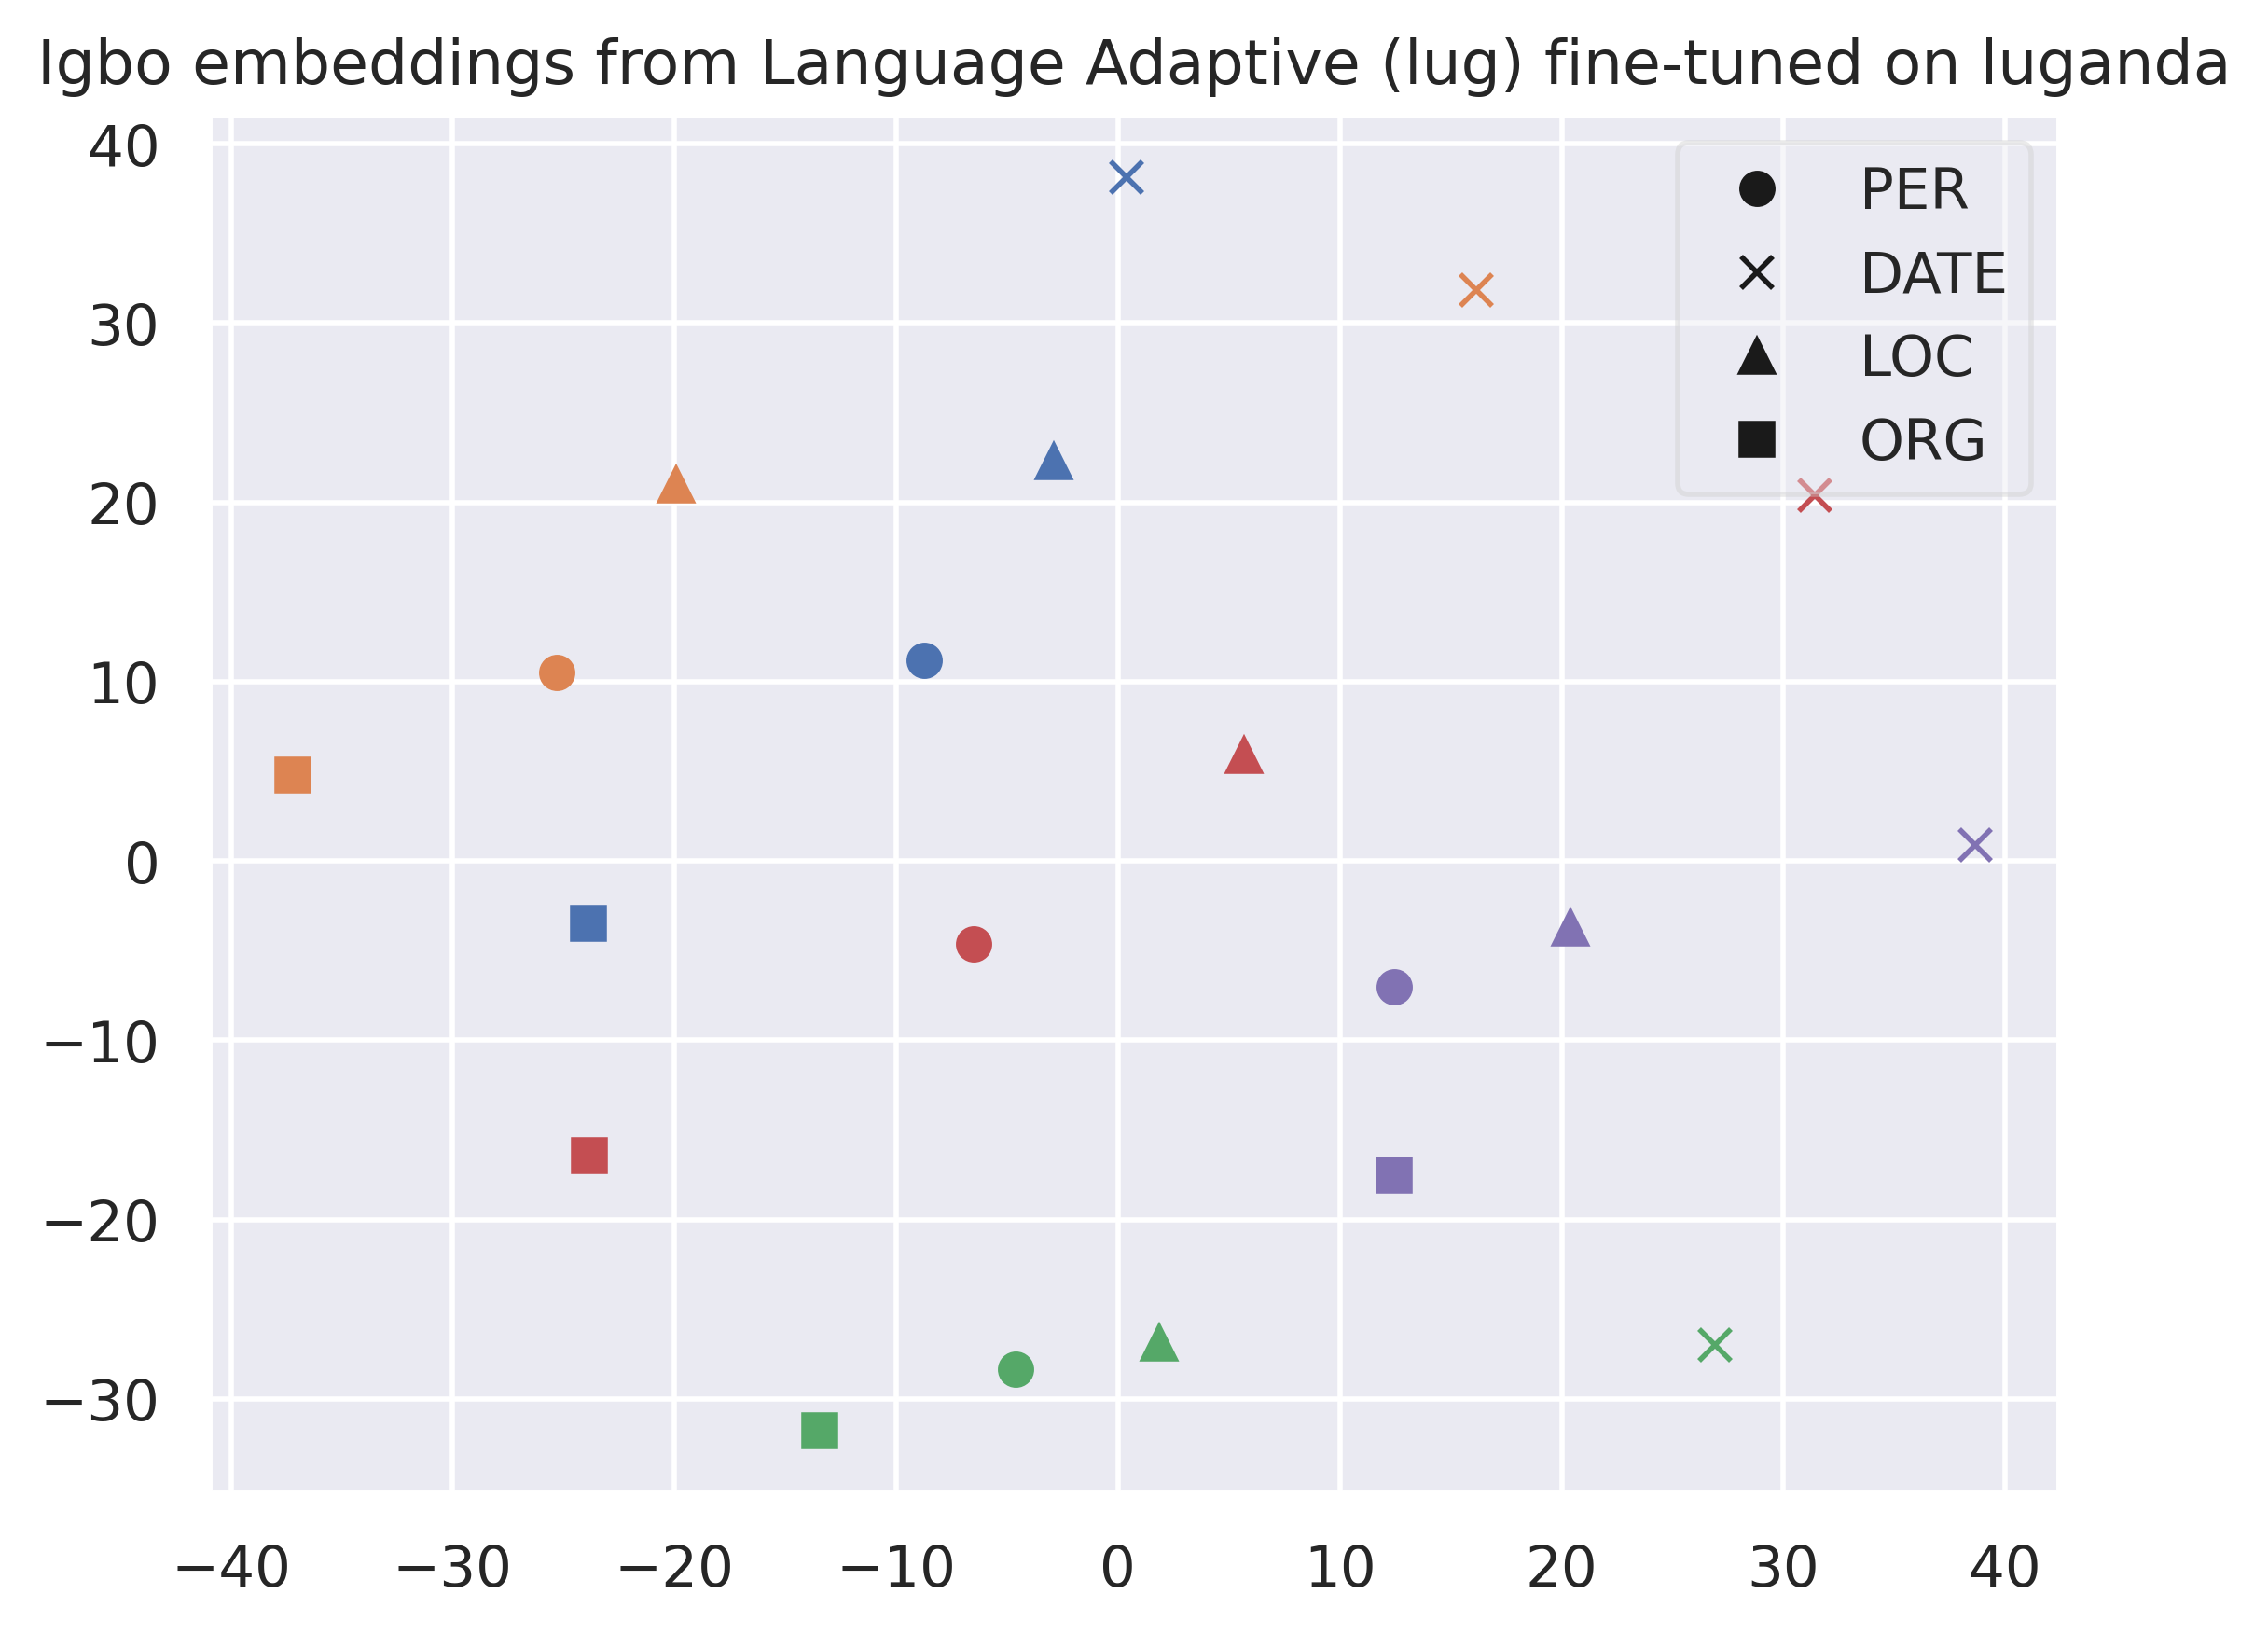 Igbo embeddings from Language Adaptive (lug) fine-tuned on luganda
40
30
20
10
0
−10
−20
−30
PER
DATE
LOC
ORG
−40 −30 −20 −10 0 10 20 30 40